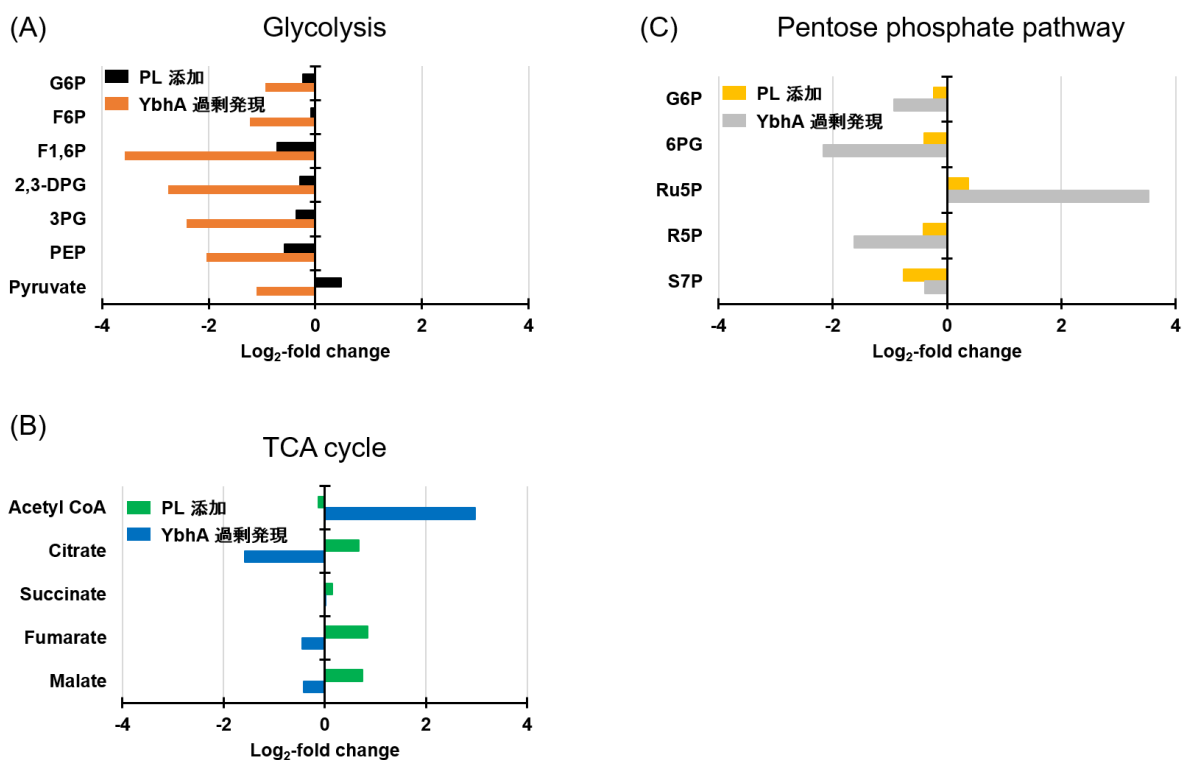 (A)
Glycolysis
PL 添加
YbhA 過剰発現
G6P
F6P
F1,6P
2,3-DPG
3PG
PEP
Pyruvate
-4 -2 0 2 4
Log2-fold change
(C)
Pentose phosphate pathway
PL 添加
YbhA 過剰発現
G6P
6PG
Ru5P
R5P
S7P
-4 -2 0 2 4
Log2-fold change
(B)
TCA cycle
PL 添加
YbhA 過剰発現
Acetyl CoA
Citrate
Succinate
Fumarate
Malate
-4 -2 0 2 4
Log2-fold change